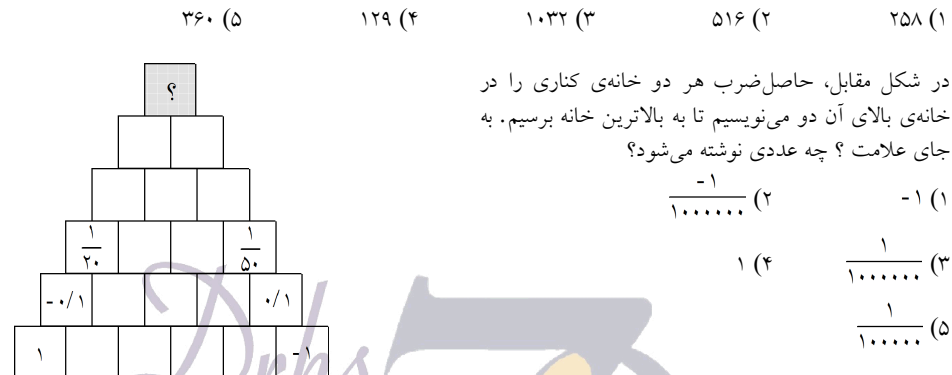 ۱) ۲۵۸ ۲) ۵۱۶ ۳) ۱۰۳۲ ۴) ۱۲۹ ۵) ۳۶۰
در شکل مقابل، حاصل‌ضرب هر دو خانه‌ی کناری را در
خانه‌ی بالای آن دو می‌نویسیم تا به بالاترین خانه برسیم. به
جای علامت ؟ چه عددی نوشته می‌شود؟
۱) -۱ ۲) -۱/۱۰۰۰۰۰۰
۳) ۱/۱۰۰۰۰۰۰ ۴) ۱
۵) ۱/۱۰۰۰۰۰
؟
۱/۲۰ ۱/۵۰
-۰/۱ ۰/۱
۱ -۱
Drhs